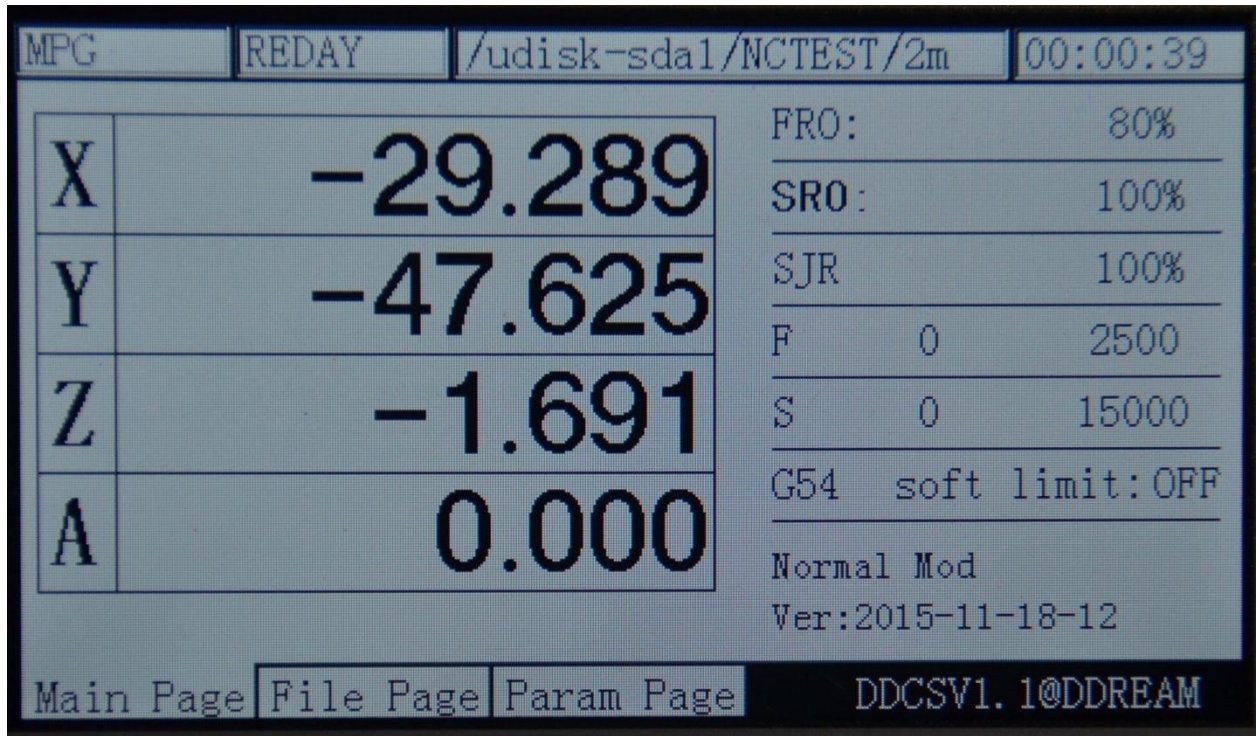 MPG REDAY /udisk-sda1/NCTEST/2m 00:00:39
X -29.289
Y -47.625
Z -1.691
A 0.000
FRO: 80%
SRO: 100%
SJR 100%
F 0 2500
S 0 15000
G54 soft limit:OFF
Normal Mod
Ver:2015-11-18-12
Main Page File Page Param Page DDCSV1.1@DDREAM